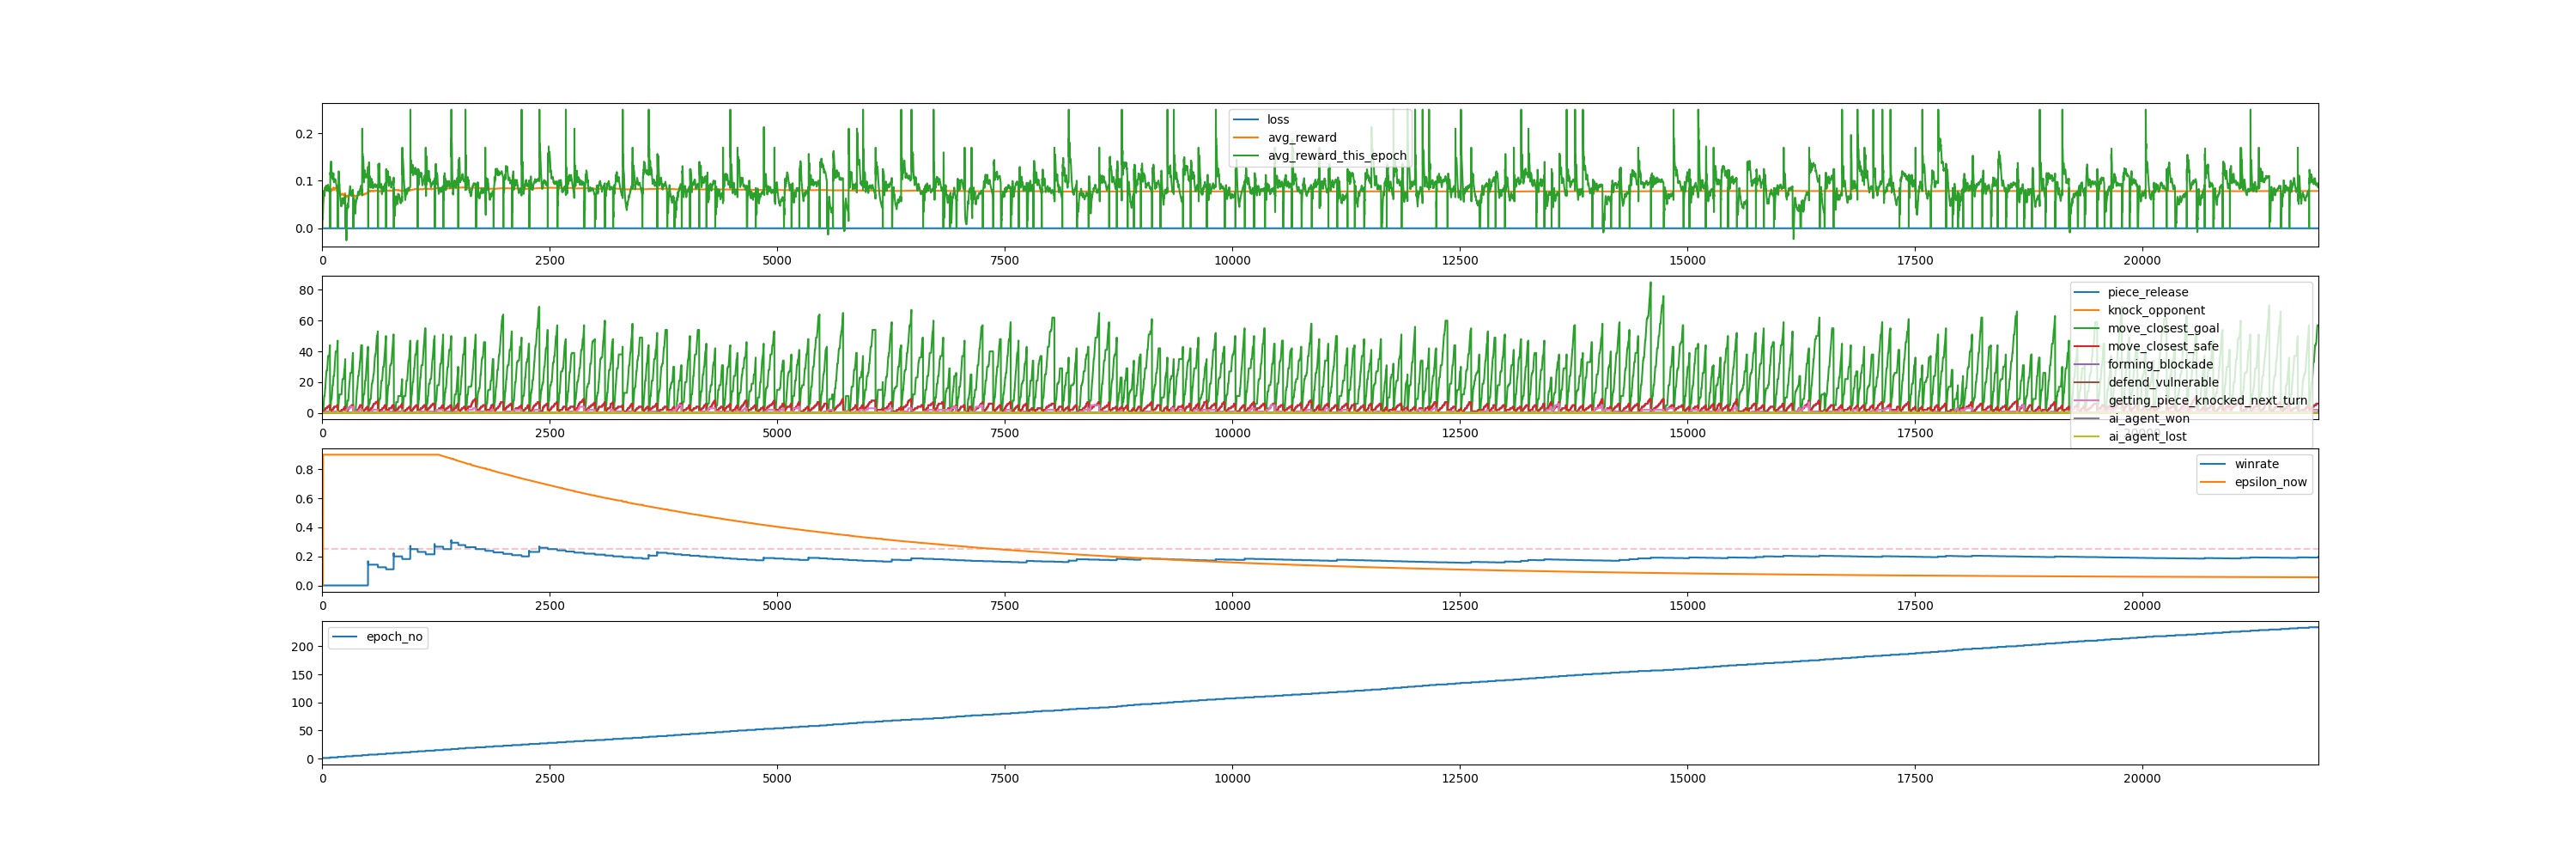 loss
avg_reward
avg_reward_this_epoch
0.2
0.1
0.0
0 2500 5000 7500 10000 12500 15000 17500 20000
piece_release
knock_opponent
move_closest_goal
move_closest_safe
forming_blockade
defend_vulnerable
getting_piece_knocked_next_turn
ai_agent_won
ai_agent_lost
80
60
40
20
0
0 2500 5000 7500 10000 12500 15000 17500 20000
winrate
epsilon_now
0.8
0.6
0.4
0.2
0.0
0 2500 5000 7500 10000 12500 15000 17500 20000
epoch_no
200
150
100
50
0
0 2500 5000 7500 10000 12500 15000 17500 20000